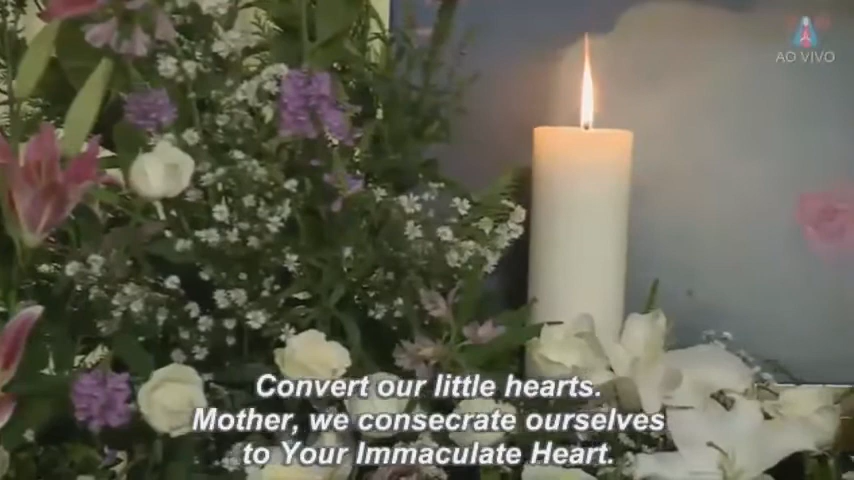 AO VIVO
Convert our little hearts.
Mother, we consecrate ourselves
to Your Immaculate Heart.